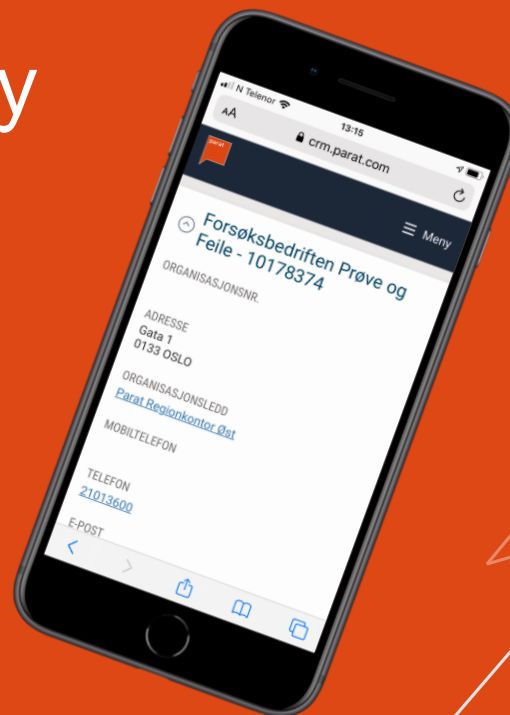 y
N Telenor
13:15
AA
crm.parat.com
parat
Meny
Forsøksbedriften Prøve og
Feile - 10178374
ORGANISASJONSNR.
ADRESSE
Gata 1
0133 OSLO
ORGANISASJONSLEDD
Parat Regionkontor Øst
MOBILTELEFON
TELEFON
21013600
E-POST